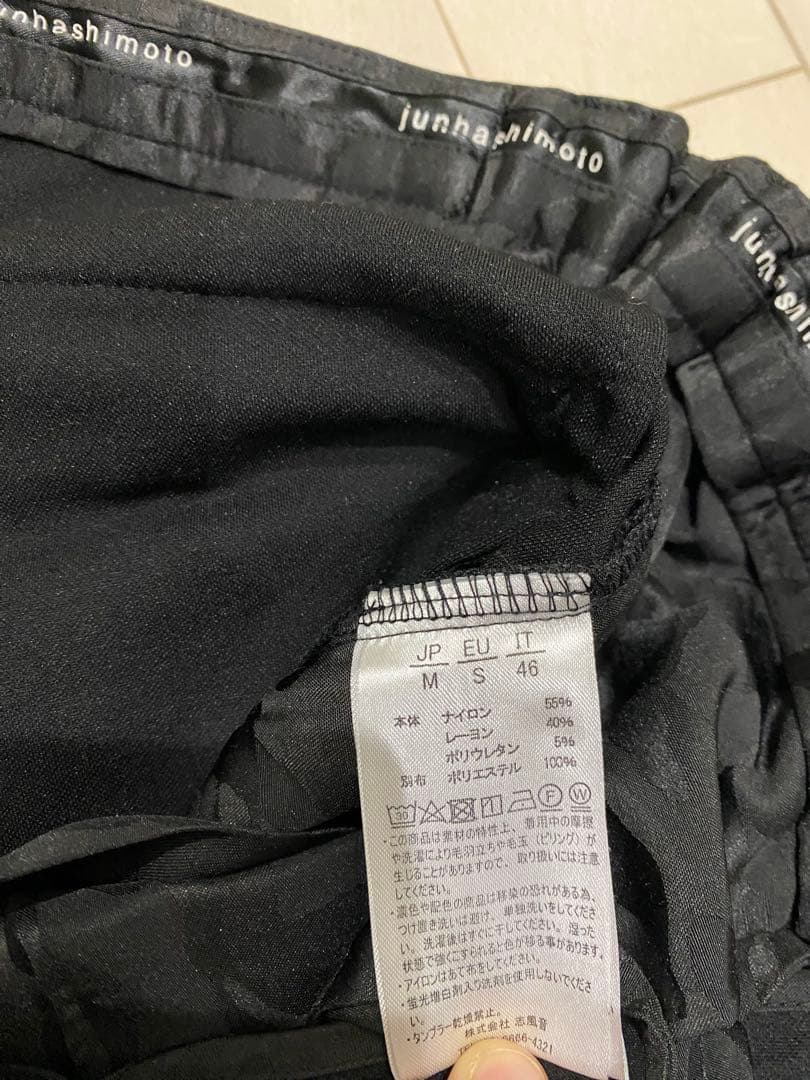 junhashimoto
junhashimoto
JP EU IT
M S 46
本体 ナイロン 55%
レーヨン 40%
ポリウレタン 5%
別布 ポリエステル 100%
30 F W
・この商品は素材の特性上、着用中の摩擦
や洗濯により毛羽立ちや毛玉（ピリング）が
生じることがありますので、取り扱いには注意
してください。
・濃色や配色の商品は移染の恐れがある為、
つけ置き洗いは避け、単独洗いをしてくださ
い。洗濯後はすぐに干してください。湿った
状態で強くこすられると色が移る事があります。
・アイロンはあて布をしてください。
・蛍光増白剤入り洗剤を使用しないでくださ
い。
・タンブラー乾燥禁止。
株式会社 志風音
6606-4321